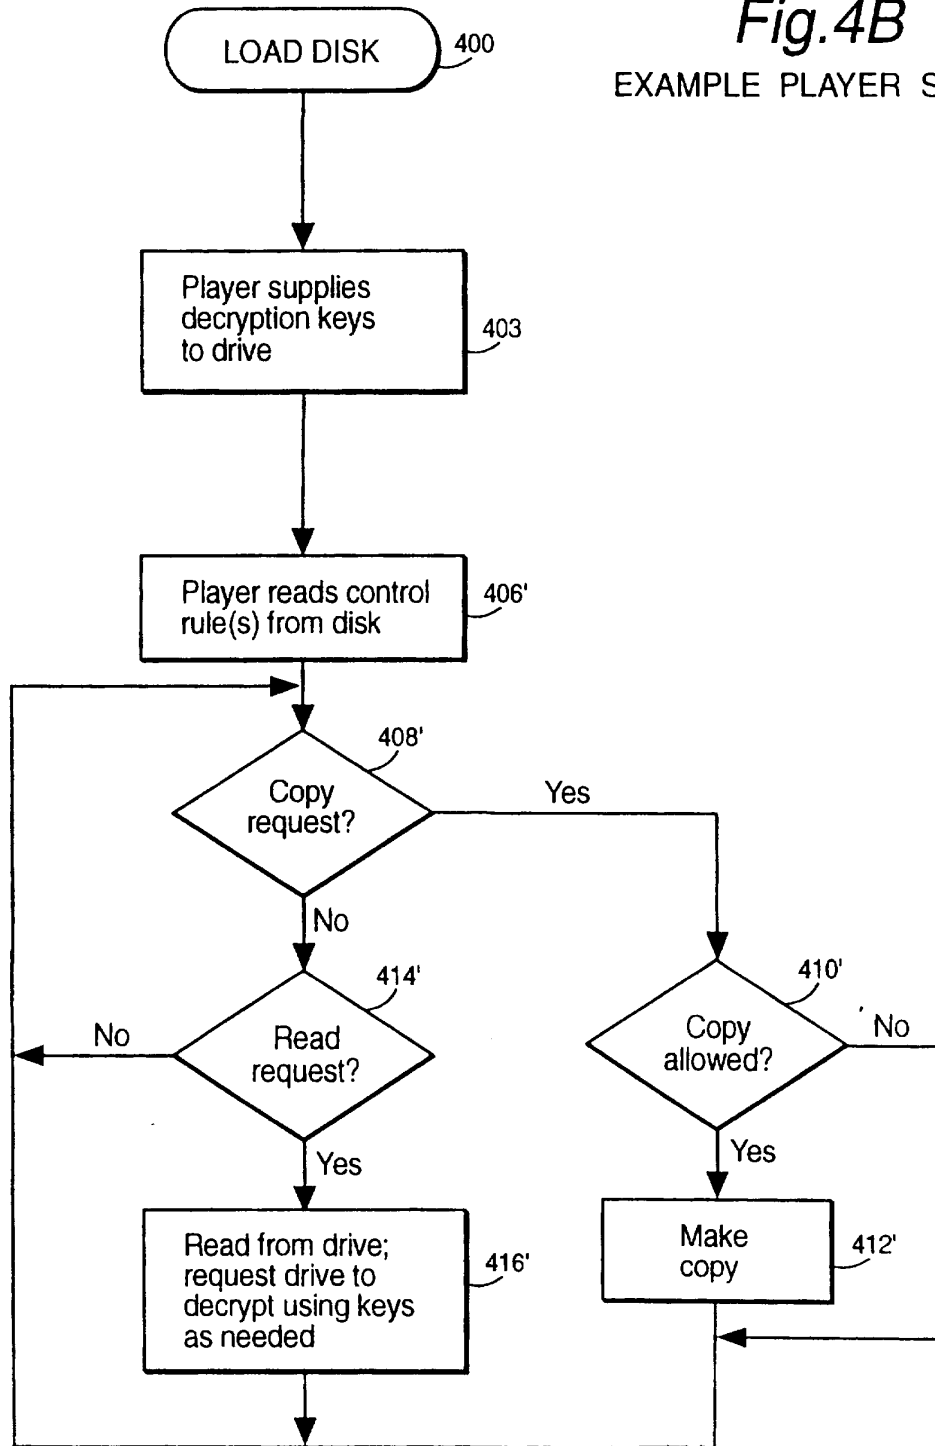 Fig.4B
EXAMPLE PLAYER S
LOAD DISK
400
Player supplies
decryption keys
to drive
403
Player reads control
rule(s) from disk
406'
Copy
request?
408'
Yes
No
Read
request?
414'
No
Yes
Copy
allowed?
410'
No
Yes
Read from drive;
request drive to
decrypt using keys
as needed
416'
Make
copy
412'